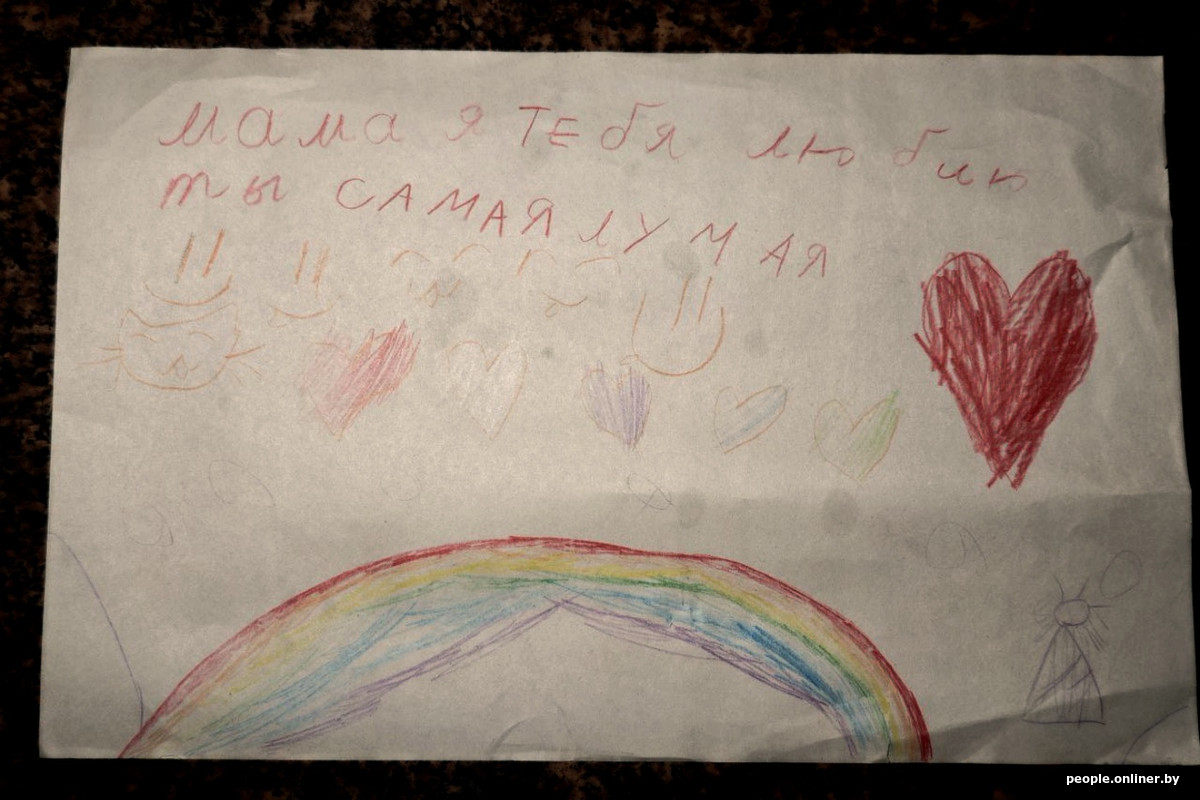 мама я ТЕбя люблю
ты САМАЯ лУМАЯ
people.onliner.by